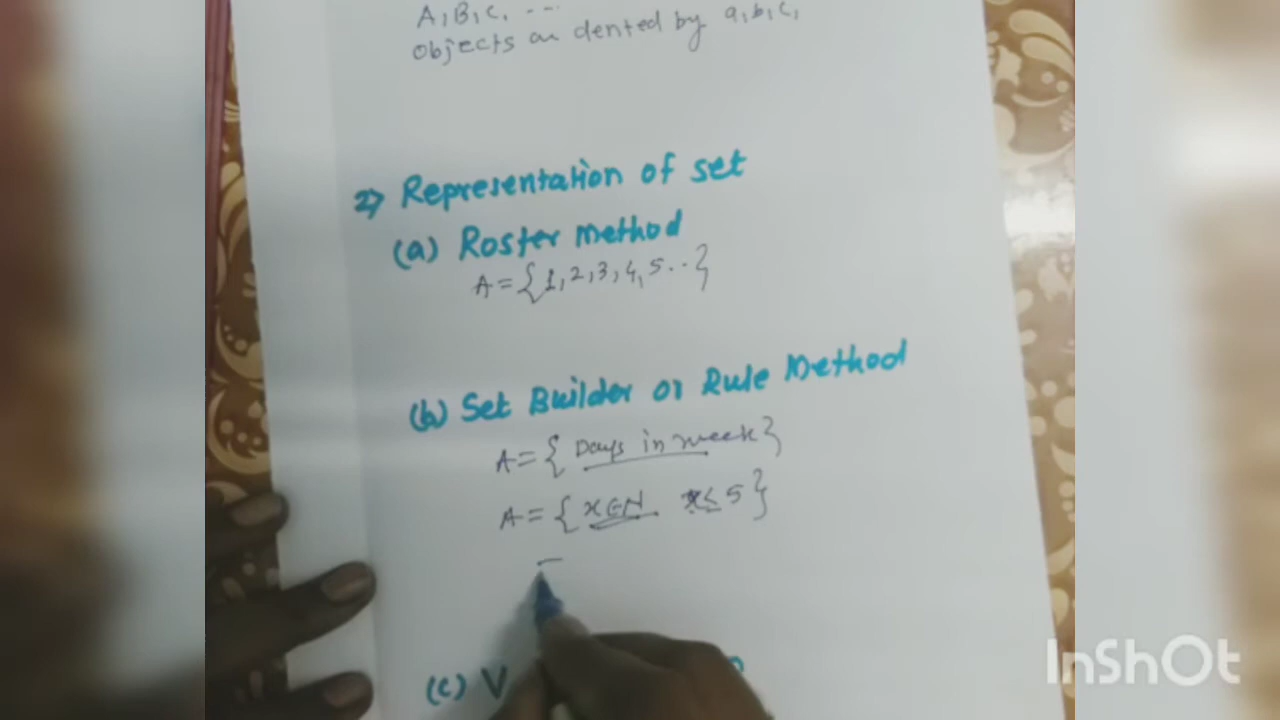 A, B, C, ...
objects are dented by a, b, c,
2) Representation of set
(a) Roster method
A = {1, 2, 3, 4, 5..}
(b) Set Builder or Rule Method
A = { Days in week}
A = { x∈N x≤5 }
(c) V
InShOt